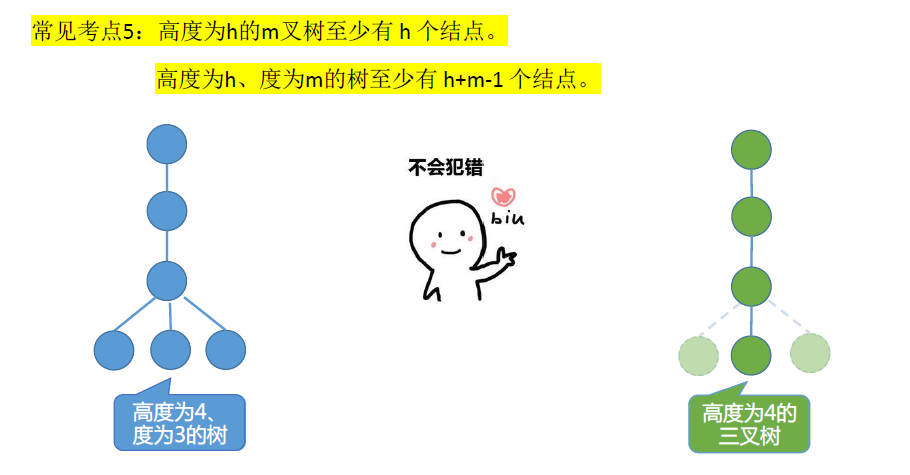 常见考点5：高度为h的m叉树至少有 h 个结点。
高度为h、度为m的树至少有 h+m-1 个结点。
不会犯错
biu
高度为4、
度为3的树
高度为4的
三叉树